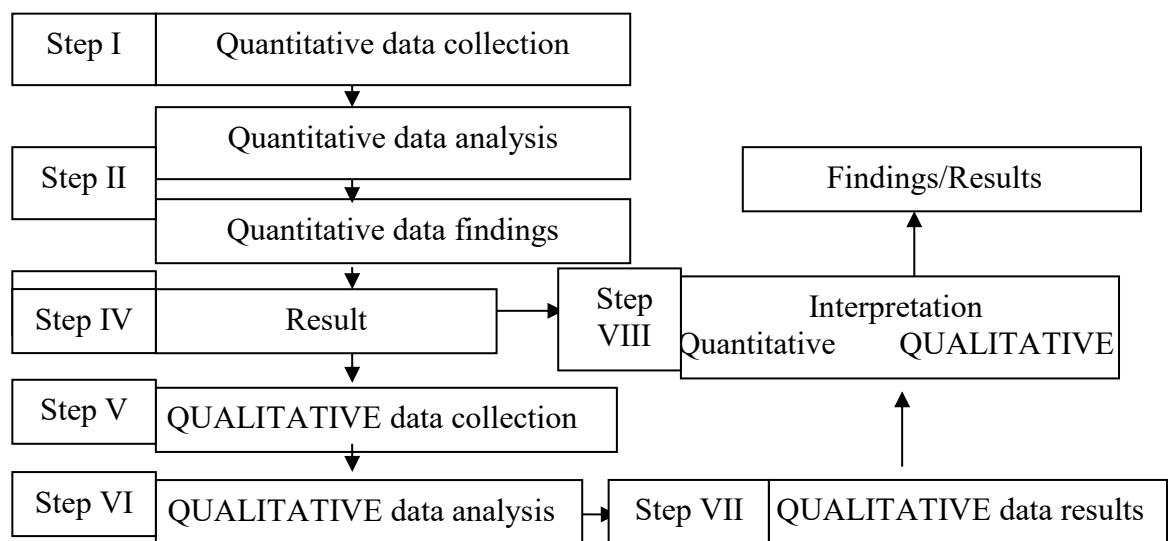 Step I
Quantitative data collection
Quantitative data analysis
Step II
Quantitative data findings
Findings/Results
Step IV
Result
Step
VIII
Interpretation
Quantitative QUALITATIVE
Step V
QUALITATIVE data collection
Step VI
QUALITATIVE data analysis
Step VII
QUALITATIVE data results